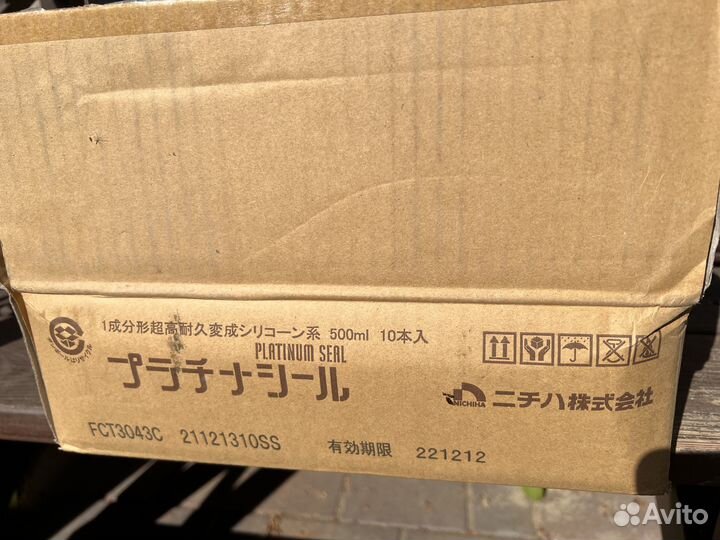 1成分形超高耐久変成シリコーン系 500ml 10本入
PLATINUM SEAL
プラチナシール
NICHIHA ニチハ株式会社
FCT3043C 21121310SS 有効期限 221212
Avito